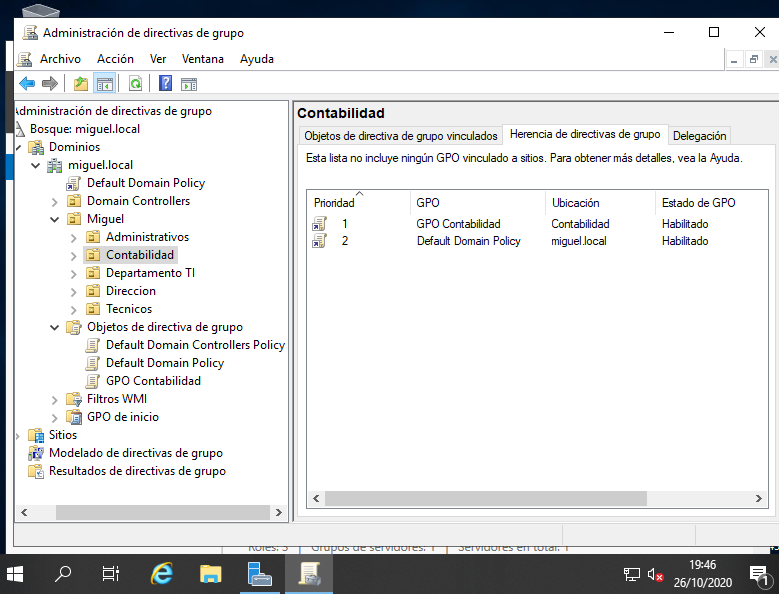 Administración de directivas de grupo
Archivo Acción Ver Ventana Ayuda
Administración de directivas de grupo
Bosque: miguel.local
Dominios
miguel.local
Default Domain Policy
Domain Controllers
Miguel
Administrativos
Contabilidad
Departamento TI
Direccion
Tecnicos
Objetos de directiva de grupo
Default Domain Controllers Policy
Default Domain Policy
GPO Contabilidad
Filtros WMI
GPO de inicio
Sitios
Modelado de directivas de grupo
Resultados de directivas de grupo
Contabilidad
Objetos de directiva de grupo vinculados Herencia de directivas de grupo Delegación
Esta lista no incluye ningún GPO vinculado a sitios. Para obtener más detalles, vea la Ayuda.
Prioridad GPO Ubicación Estado de GPO
1 GPO Contabilidad Contabilidad Habilitado
2 Default Domain Policy miguel.local Habilitado
Roles: 3 Grupos de servidores: 1 Servidores en total: 1
19:46
26/10/2020
1